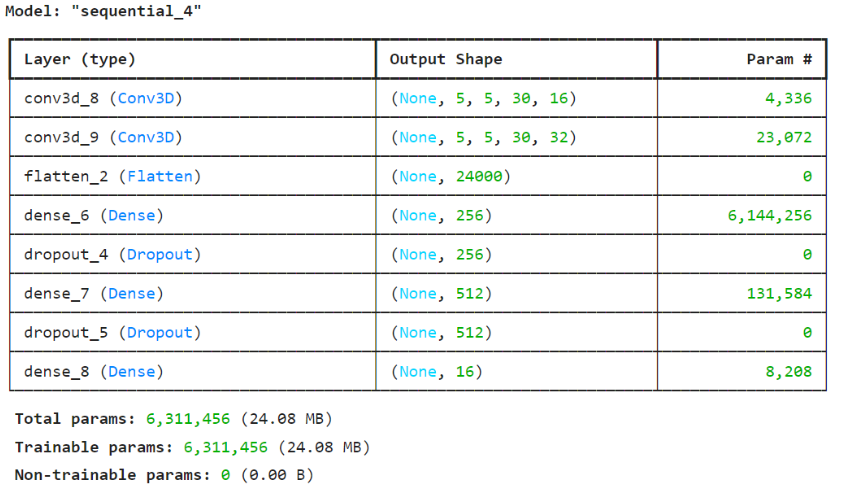 Model: "sequential_4"
Layer (type) Output Shape Param #
conv3d_8 (Conv3D) (None, 5, 5, 30, 16) 4,336
conv3d_9 (Conv3D) (None, 5, 5, 30, 32) 23,072
flatten_2 (Flatten) (None, 24000) 0
dense_6 (Dense) (None, 256) 6,144,256
dropout_4 (Dropout) (None, 256) 0
dense_7 (Dense) (None, 512) 131,584
dropout_5 (Dropout) (None, 512) 0
dense_8 (Dense) (None, 16) 8,208
Total params: 6,311,456 (24.08 MB)
Trainable params: 6,311,456 (24.08 MB)
Non-trainable params: 0 (0.00 B)